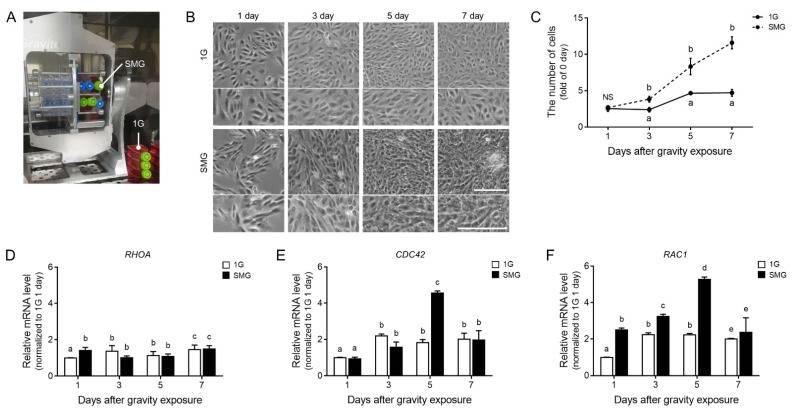 A
SMG
1G
B
1 day 3 day 5 day 7 day
1G
SMG
C
1G
SMG
The number of cells
(fold of 0 day)
15
10
5
0
NS b b b
a a a
1 3 5 7
Days after gravity exposure
D
RHOA
1G
SMG
Relative mRNA level
(normalized to 1G 1 day)
6
4
2
0
a b b b b b c c
1 3 5 7
Days after gravity exposure
E
CDC42
1G
SMG
Relative mRNA level
(normalized to 1G 1 day)
6
4
2
0
a a b b b c b b
1 3 5 7
Days after gravity exposure
F
RAC1
1G
SMG
Relative mRNA level
(normalized to 1G 1 day)
6
4
2
0
a b b c b d e e
1 3 5 7
Days after gravity exposure